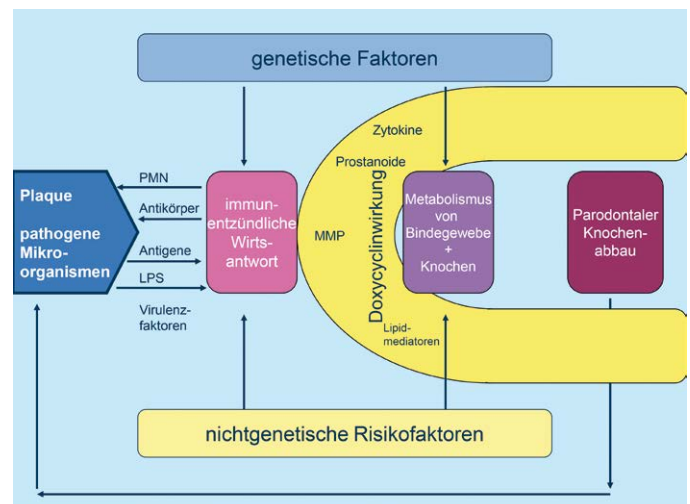 genetische Faktoren
Zytokine
Prostanoide
PMN
Plaque
Antikörper
pathogene
Mikro-
organismen
Antigene
LPS
Virulenz-
faktoren
immun-
entzündliche
Wirts-
antwort
MMP
Doxycyclinwirkung
Metabolismus
von
Bindegewebe
+
Knochen
Lipid-
mediatoren
Parodontaler
Knochen-
abbau
nichtgenetische Risikofaktoren